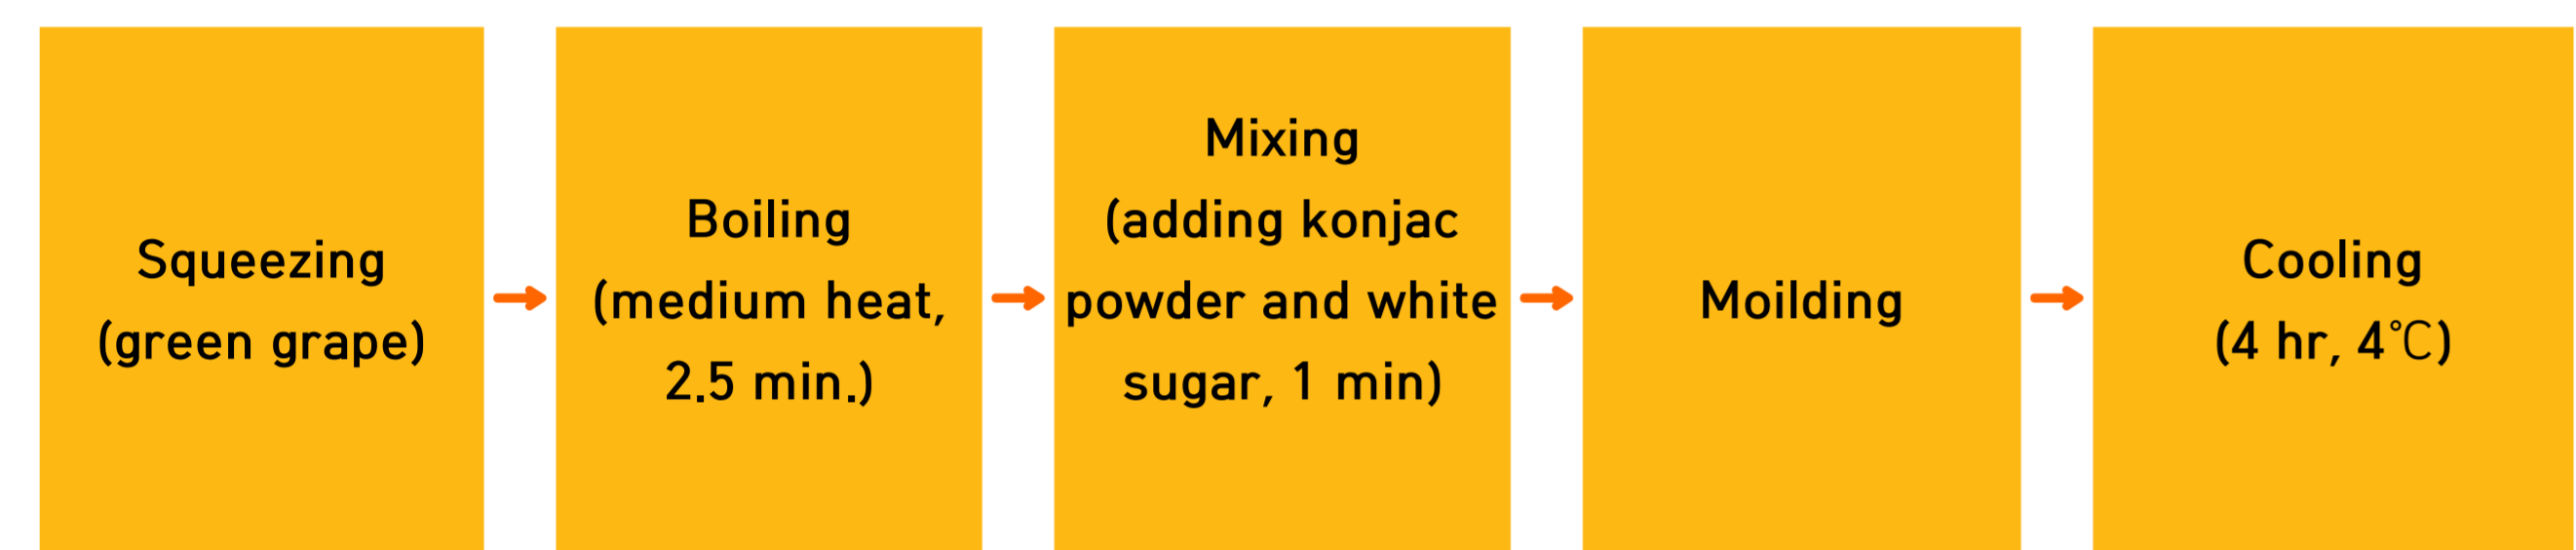 Squeezing
(green grape)
Boiling
(medium heat,
2.5 min.)
Mixing
(adding konjac
powder and white
sugar, 1 min)
Moilding
Cooling
(4 hr, 4℃)